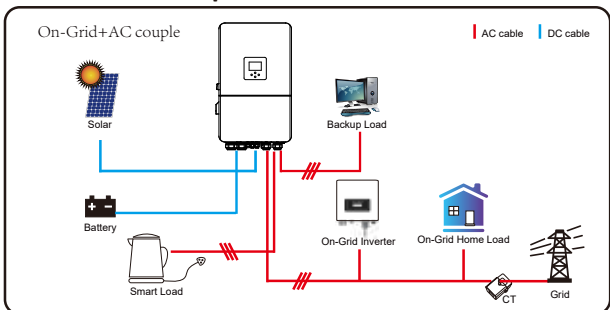 On-Grid+AC couple
AC cable
DC cable
Solar
Backup Load
Battery
On-Grid Inverter
On-Grid Home Load
Smart Load
CT
Grid